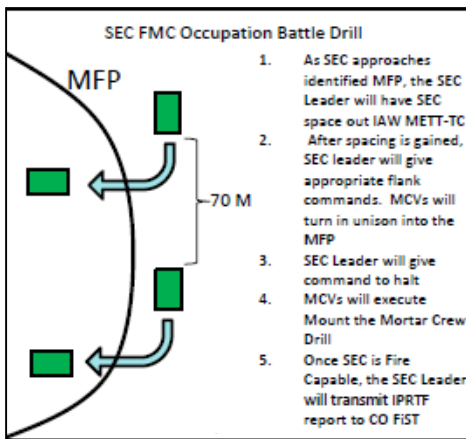 SEC FMC Occupation Battle Drill
MFP
70 M
1. As SEC approaches
identified MFP, the SEC
Leader will have SEC
space out IAW METT-TC
2. After spacing is gained,
SEC leader will give
appropriate flank
commands. MCVs will
turn in unison into the
MFP
3. SEC Leader will give
command to halt
4. MCVs will execute
Mount the Mortar Crew
Drill
5. Once SEC is Fire
Capable, the SEC Leader
will transmit IPRTF
report to CO FiST